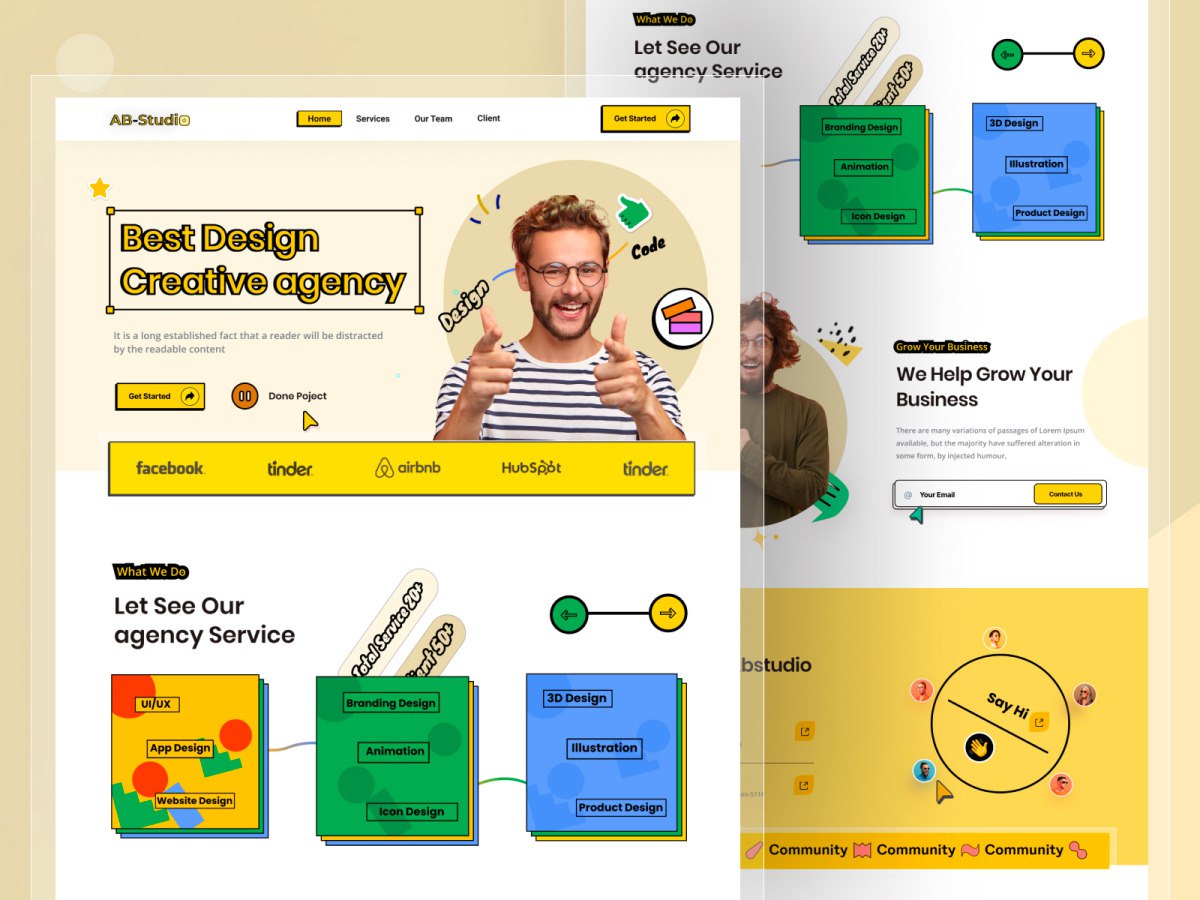 AB-Studio
Home
Services
Our Team
Client
Get Started
Best Design
Creative agency
It is a long established fact that a reader will be distracted
by the readable content
Get Started
Done Poject
Design
Code
facebook
tinder
airbnb
HubSpot
tinder
What We Do
Let See Our
agency Service
Total Service 20+
50+
UI/UX
App Design
Website Design
Branding Design
Animation
Icon Design
3D Design
Illustration
Product Design
What We Do
Let See Our
agency Service
Total Service 20+
50+
Branding Design
Animation
Icon Design
3D Design
Illustration
Product Design
Grow Your Business
We Help Grow Your
Business
There are many variations of passages of Lorem Ipsum
available, but the majority have suffered alteration in
some form, by injected humour,
@ Your Email
Contact Us
bstudio
Say Hi
Community
Community
Community